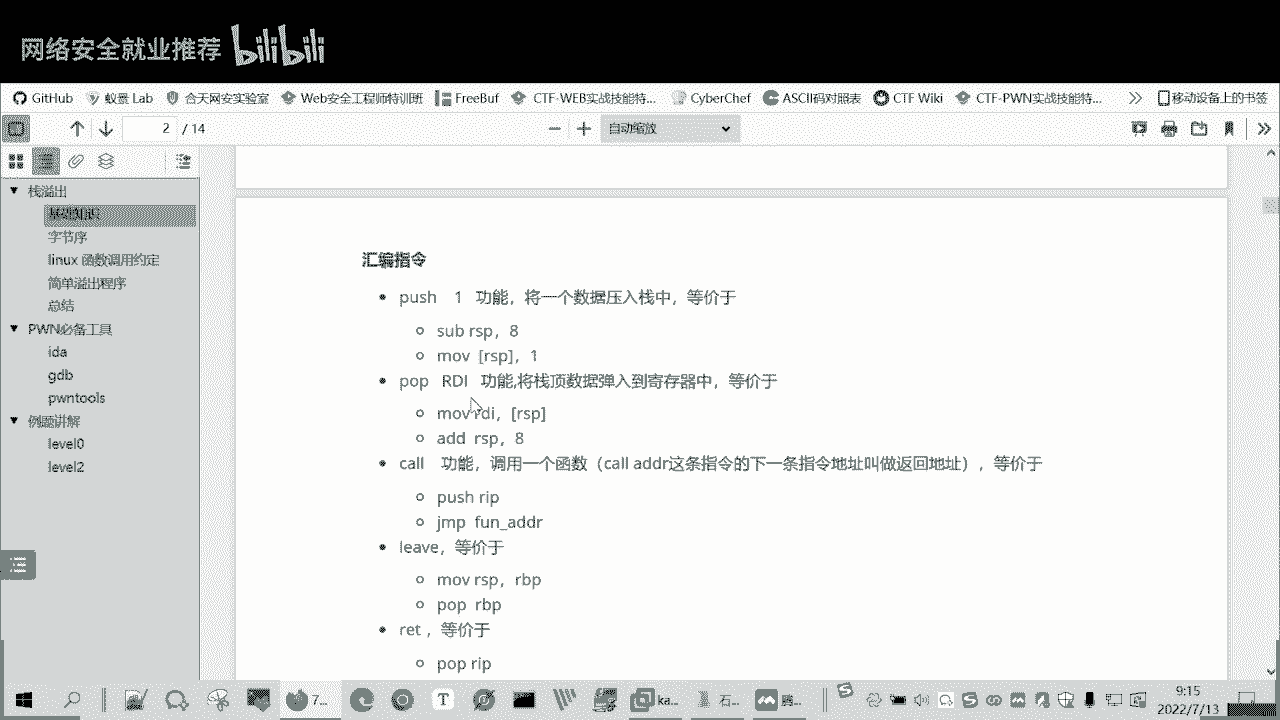 网络安全就业推荐 bilibili
GitHub 蚁景 Lab 合天网安实验室 Web安全工程师特训班 FreeBuf CTF-WEB实战技能特... CyberChef ASCII码对照表 CTF Wiki CTF-PWN实战技能特... 移动设备上的书签
2 / 14 自动缩放
栈溢出
基础知识
字节序
linux 函数调用约定
简单溢出程序
总结
PWN必备工具
ida
gdb
pwntools
例题讲解
level0
level2
汇编指令
push 1 功能，将一个数据压入栈中，等价于
sub rsp，8
mov [rsp]，1
pop RDI 功能,将栈顶数据弹入到寄存器中，等价于
mov rdi，[rsp]
add rsp，8
call 功能，调用一个函数（call addr这条指令的下一条指令地址叫做返回地址），等价于
push rip
jmp fun_addr
leave，等价于
mov rsp，rbp
pop rbp
ret ，等价于
pop rip
7... ka... 石... 腾...
9:15
2022/7/13